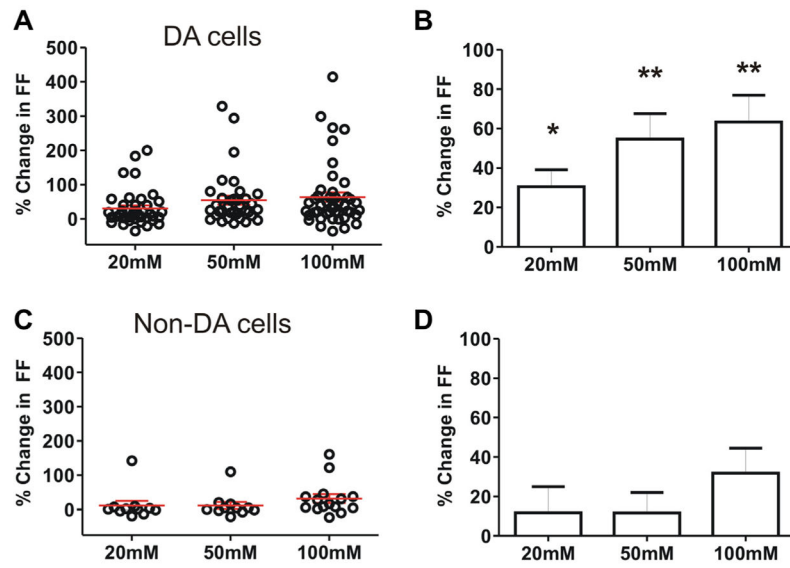 A
DA cells
% Change in FF
500
400
300
200
100
0
20mM 50mM 100mM
B
% Change in FF
100
80
60
40
20
0
* ** **
20mM 50mM 100mM
C
Non-DA cells
% Change in FF
500
400
300
200
100
0
20mM 50mM 100mM
D
% Change in FF
100
80
60
40
20
0
20mM 50mM 100mM